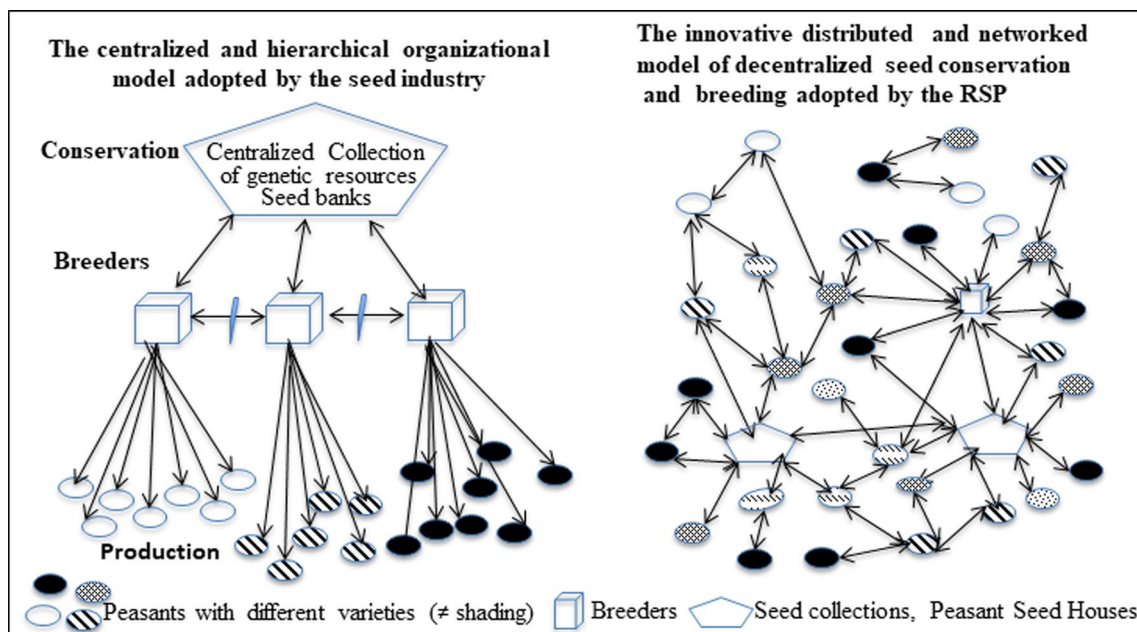 The centralized and hierarchical organizational
model adopted by the seed industry
The innovative distributed and networked
model of decentralized seed conservation
and breeding adopted by the RSP
Conservation
Centralized Collection
of genetic resources
Seed banks
Breeders
Production
Peasants with different varieties (≠ shading)
Breeders
Seed collections, Peasant Seed Houses